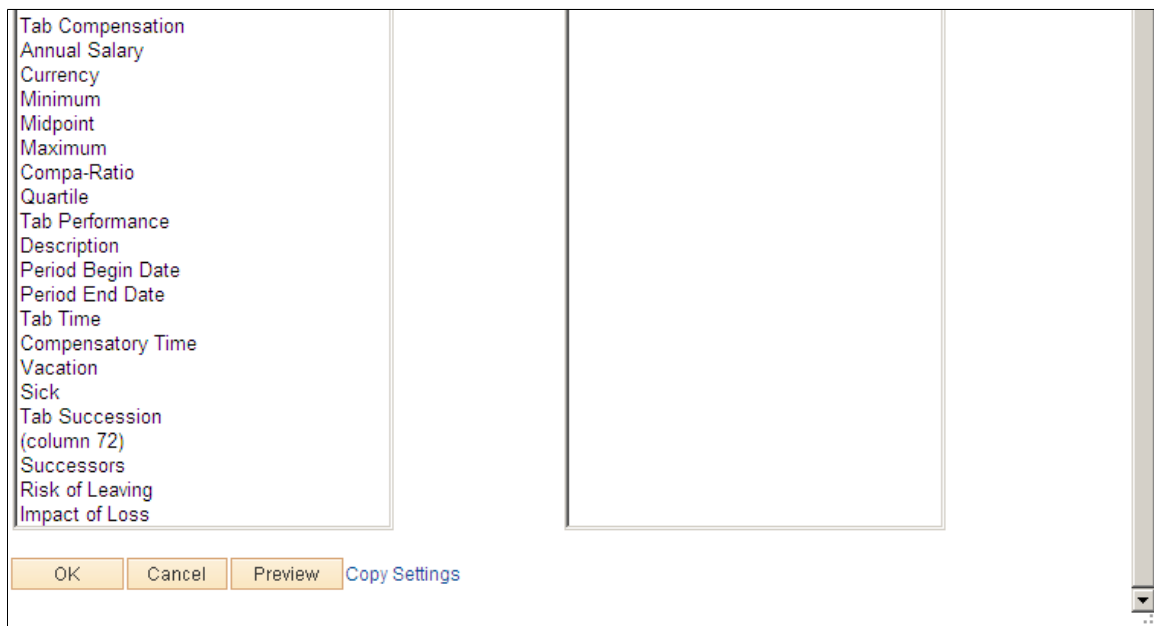 Tab Compensation
Annual Salary
Currency
Minimum
Midpoint
Maximum
Compa-Ratio
Quartile
Tab Performance
Description
Period Begin Date
Period End Date
Tab Time
Compensatory Time
Vacation
Sick
Tab Succession
(column 72)
Successors
Risk of Leaving
Impact of Loss
OK Cancel Preview Copy Settings